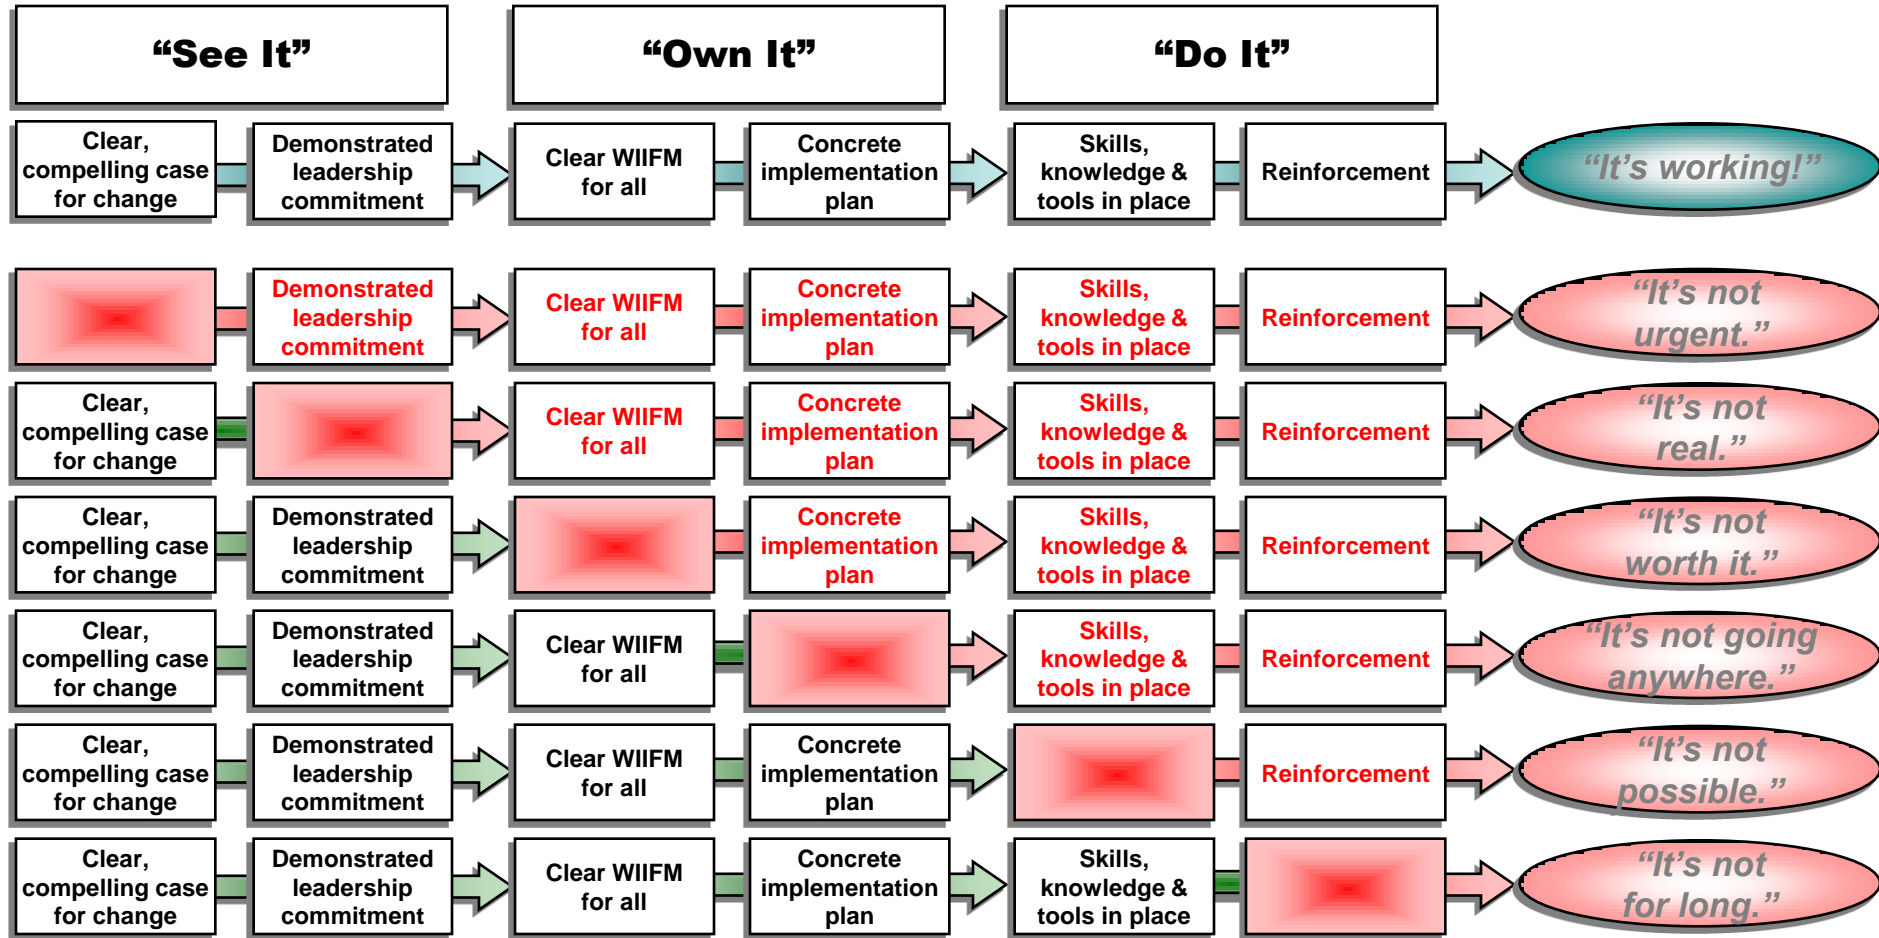 “See It”
“Own It”
“Do It”
Clear,
compelling case
for change
Demonstrated
leadership
commitment
Clear WIIFM
for all
Concrete
implementation
plan
Skills,
knowledge &
tools in place
Reinforcement
“It’s working!”
Demonstrated
leadership
commitment
Clear WIIFM
for all
Concrete
implementation
plan
Skills,
knowledge &
tools in place
Reinforcement
“It’s not
urgent.”
Clear,
compelling case
for change
Clear WIIFM
for all
Concrete
implementation
plan
Skills,
knowledge &
tools in place
Reinforcement
“It’s not
real.”
Clear,
compelling case
for change
Demonstrated
leadership
commitment
Concrete
implementation
plan
Skills,
knowledge &
tools in place
Reinforcement
“It’s not
worth it.”
Clear,
compelling case
for change
Demonstrated
leadership
commitment
Clear WIIFM
for all
Skills,
knowledge &
tools in place
Reinforcement
“It’s not going
anywhere.”
Clear,
compelling case
for change
Demonstrated
leadership
commitment
Clear WIIFM
for all
Concrete
implementation
plan
Reinforcement
“It’s not
possible.”
Clear,
compelling case
for change
Demonstrated
leadership
commitment
Clear WIIFM
for all
Concrete
implementation
plan
Skills,
knowledge &
tools in place
“It’s not
for long.”